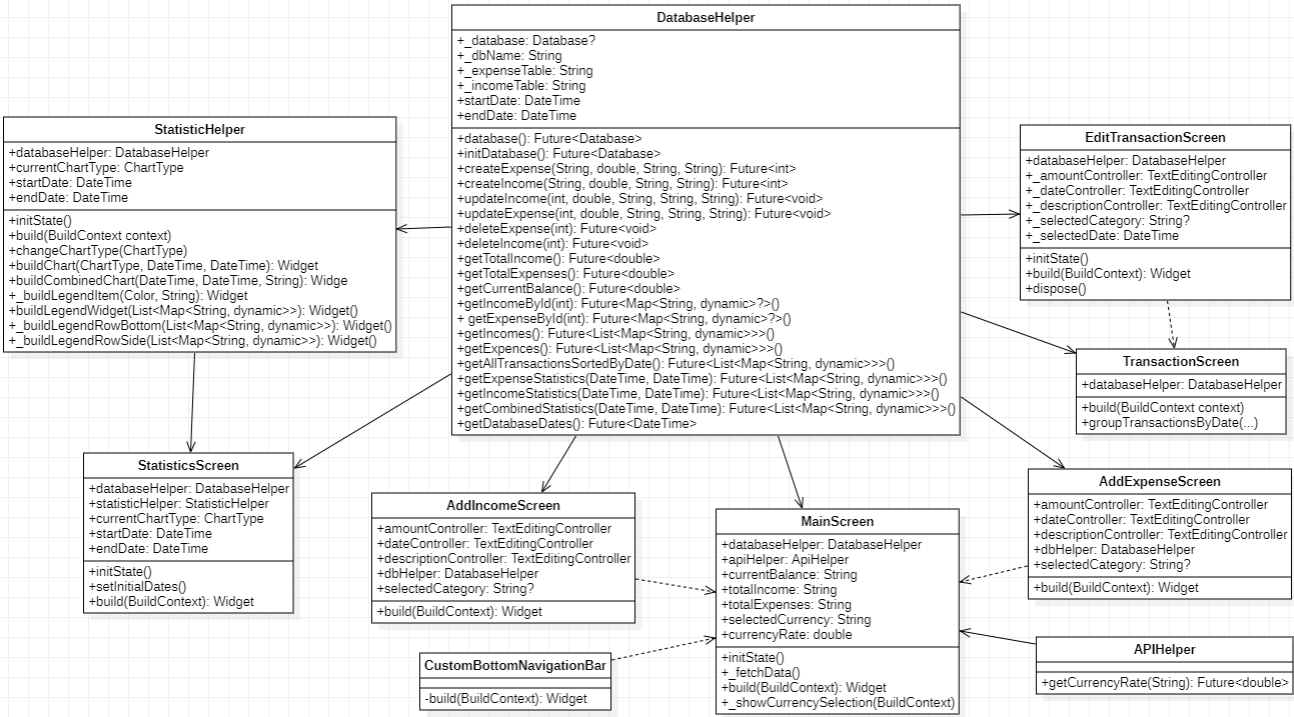 DatabaseHelper
+_database: Database?
+_dbName: String
+_expenseTable: String
+_incomeTable: String
+startDate: DateTime
+endDate: DateTime
+database(): Future<Database>
+initDatabase(): Future<Database>
+createExpense(String, double, String, String): Future<int>
+createIncome(String, double, String, String): Future<int>
+updateIncome(int, double, String, String, String): Future<void>
+updateExpense(int, double, String, String, String): Future<void>
+deleteExpense(int): Future<void>
+deleteIncome(int): Future<void>
+getTotalIncome(): Future<double>
+getTotalExpenses(): Future<double>
+getCurrentBalance(): Future<double>
+getIncomeById(int): Future<Map<String, dynamic>?>()
+ getExpenseById(int): Future<Map<String, dynamic>?>()
+getIncomes(): Future<List<Map<String, dynamic>>>()
+getExpences(): Future<List<Map<String, dynamic>>>()
+getAllTransactionsSortedByDate(): Future<List<Map<String, dynamic>>>()
+getExpenseStatistics(DateTime, DateTime): Future<List<Map<String, dynamic>>>()
+getIncomeStatistics(DateTime, DateTime): Future<List<Map<String, dynamic>>>()
+getCombinedStatistics(DateTime, DateTime): Future<List<Map<String, dynamic>>>()
+getDatabaseDates(): Future<DateTime>
StatisticHelper
+databaseHelper: DatabaseHelper
+currentChartType: ChartType
+startDate: DateTime
+endDate: DateTime
+initState()
+build(BuildContext context)
+changeChartType(ChartType)
+buildChart(ChartType, DateTime, DateTime): Widget
+buildCombinedChart(DateTime, DateTime, String): Widge
+_buildLegendItem(Color, String): Widget
+buildLegendWidget(List<Map<String, dynamic>>): Widget()
+_buildLegendRowBottom(List<Map<String, dynamic>>): Widget()
+_buildLegendRowSide(List<Map<String, dynamic>>): Widget()
EditTransactionScreen
+databaseHelper: DatabaseHelper
+_amountController: TextEditingController
+_dateController: TextEditingController
+_descriptionController: TextEditingController
+_selectedCategory: String?
+_selectedDate: DateTime
+initState()
+build(BuildContext): Widget
+dispose()
TransactionScreen
+databaseHelper: DatabaseHelper
+build(BuildContext context)
+groupTransactionsByDate(...)
StatisticsScreen
+databaseHelper: DatabaseHelper
+statisticHelper: StatisticHelper
+currentChartType: ChartType
+startDate: DateTime
+endDate: DateTime
+initState()
+setInitialDates()
+build(BuildContext): Widget
AddIncomeScreen
+amountController: TextEditingController
+dateController: TextEditingController
+descriptionController: TextEditingController
+dbHelper: DatabaseHelper
+selectedCategory: String?
+build(BuildContext): Widget
MainScreen
+databaseHelper: DatabaseHelper
+apiHelper: ApiHelper
+currentBalance: String
+totalIncome: String
+totalExpenses: String
+selectedCurrency: String
+currencyRate: double
+initState()
+_fetchData()
+build(BuildContext): Widget
+_showCurrencySelection(BuildContext)
AddExpenseScreen
+amountController: TextEditingController
+dateController: TextEditingController
+descriptionController: TextEditingController
+dbHelper: DatabaseHelper
+selectedCategory: String?
+build(BuildContext): Widget
CustomBottomNavigationBar
-build(BuildContext): Widget
APIHelper
+getCurrencyRate(String): Future<double>